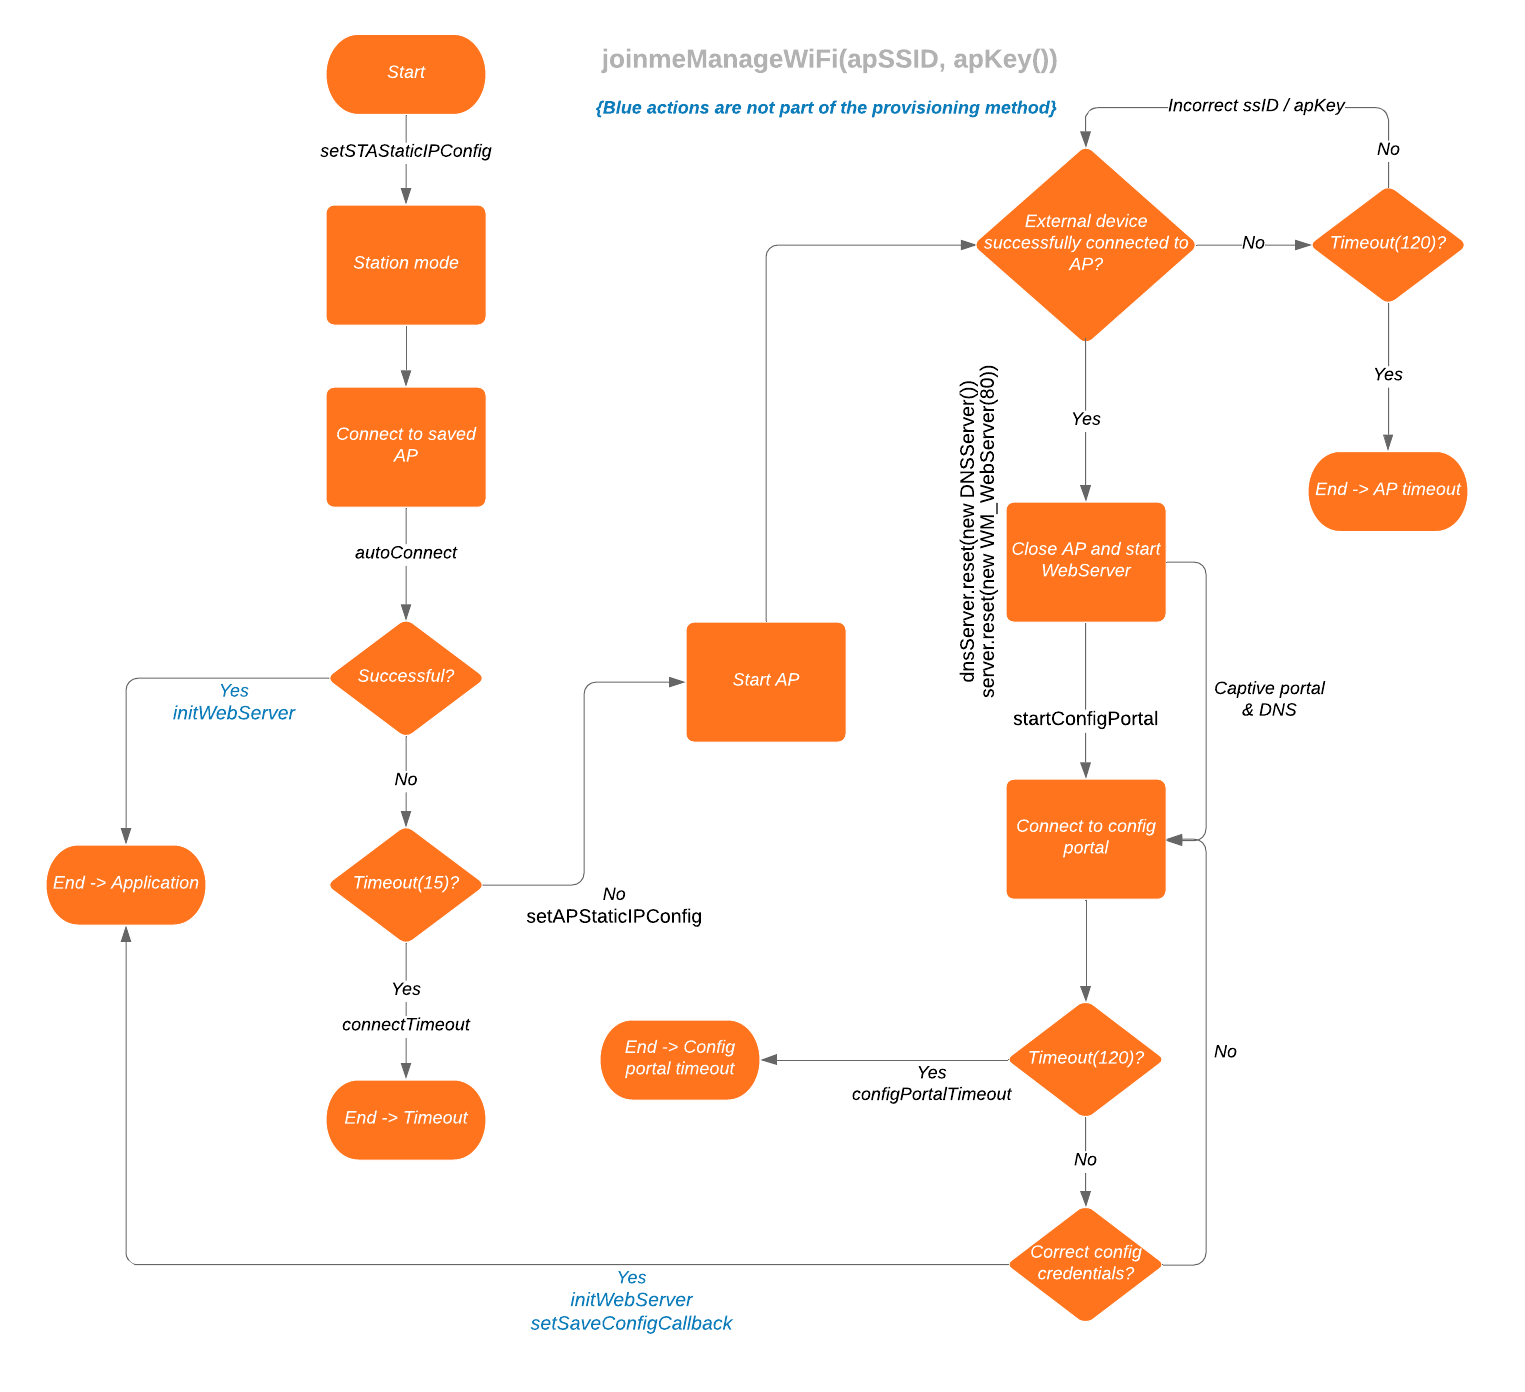 joinmeManageWiFi(apSSID, apKey())
{Blue actions are not part of the provisioning method}
Start
setSTAStaticIPConfig
Station mode
Connect to saved
AP
autoConnect
Successful?
Yes
initWebServer
No
End -> Application
Timeout(15)?
No
setAPStaticIPConfig
Yes
connectTimeout
End -> Timeout
Start AP
External device
successfully connected to
AP?
No
Timeout(120)?
No
Incorrect ssID / apKey
Yes
End -> AP timeout
Yes
dnsServer.reset(new DNSServer())
server.reset(new WM_WebServer(80))
Close AP and start
WebServer
Captive portal
& DNS
startConfigPortal
Connect to config
portal
Timeout(120)?
Yes
configPortalTimeout
End -> Config
portal timeout
No
Correct config
credentials?
No
Yes
initWebServer
setSaveConfigCallback